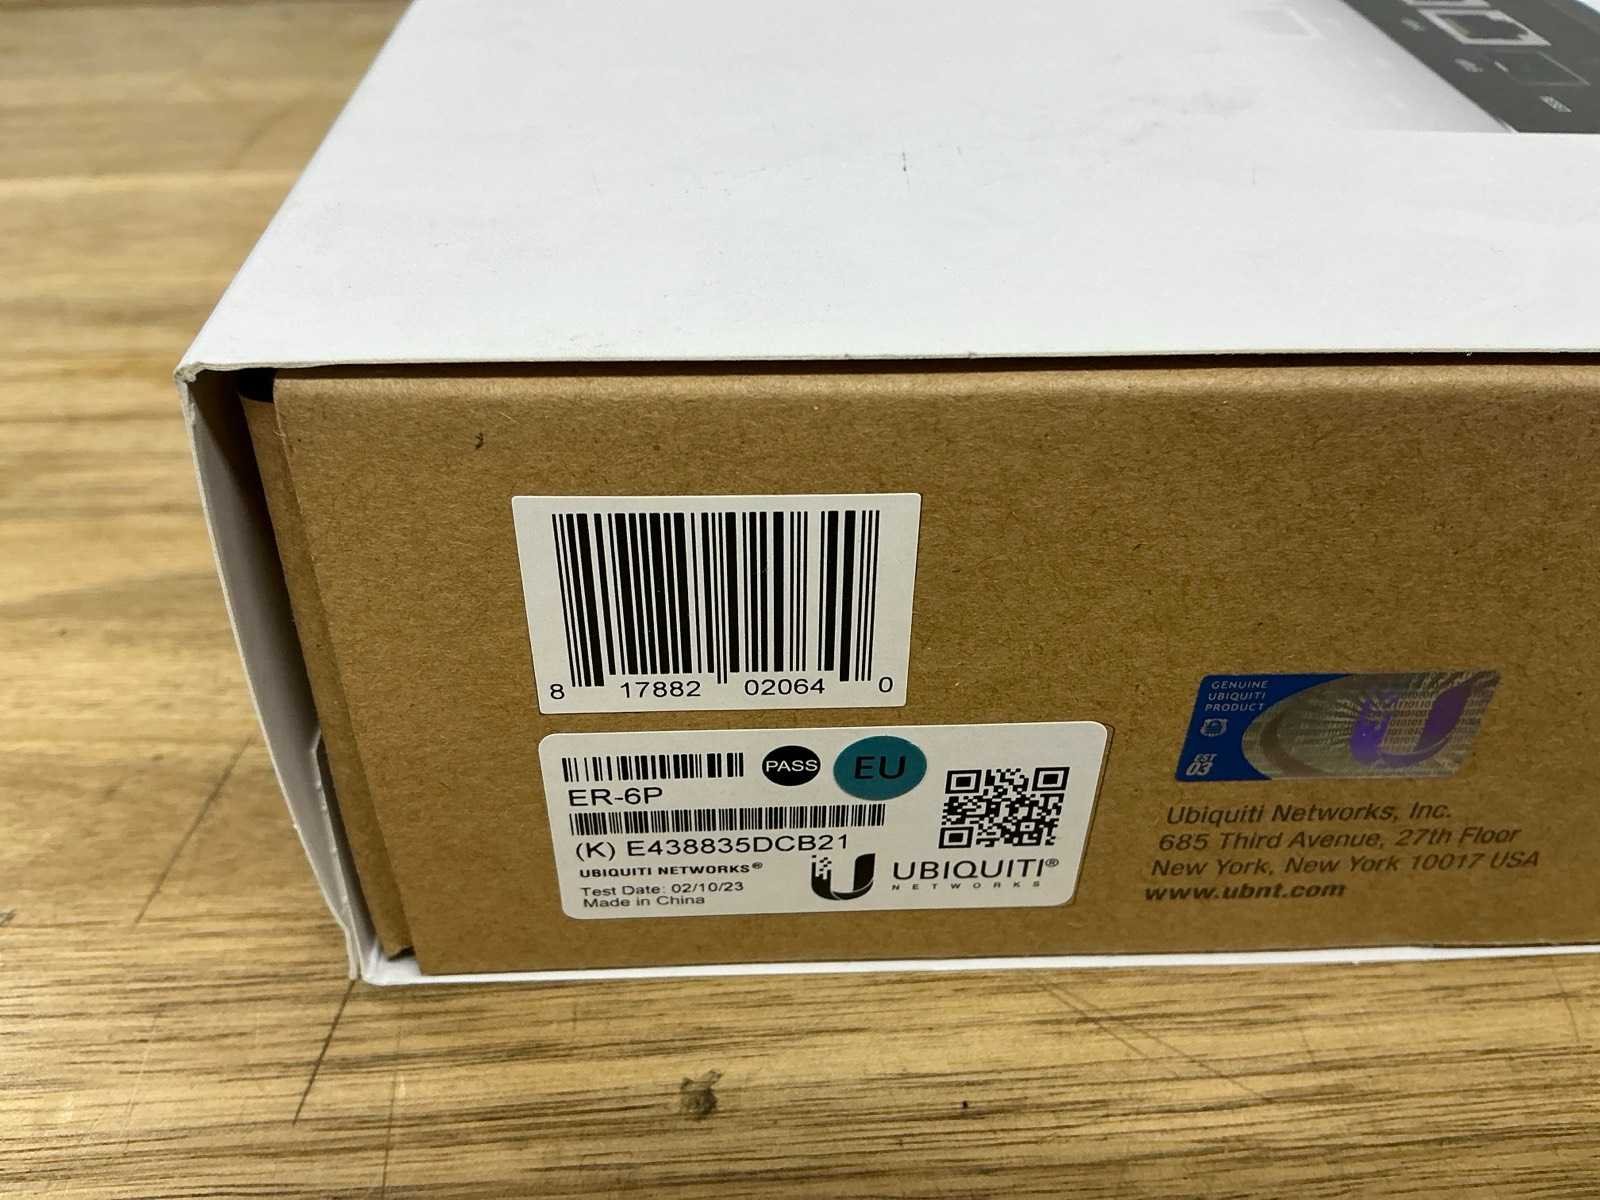 8 17882 02064 0
PASS
EU
ER-6P
(K) E438835DCB21
UBIQUITI NETWORKS®
Test Date: 02/10/23
Made in China
UBIQUITI®
NETWORKS
GENUINE
UBIQUITI
PRODUCT
EST
03
Ubiquiti Networks, Inc.
685 Third Avenue, 27th Floor
New York, New York 10017 USA
www.ubnt.com
RESET